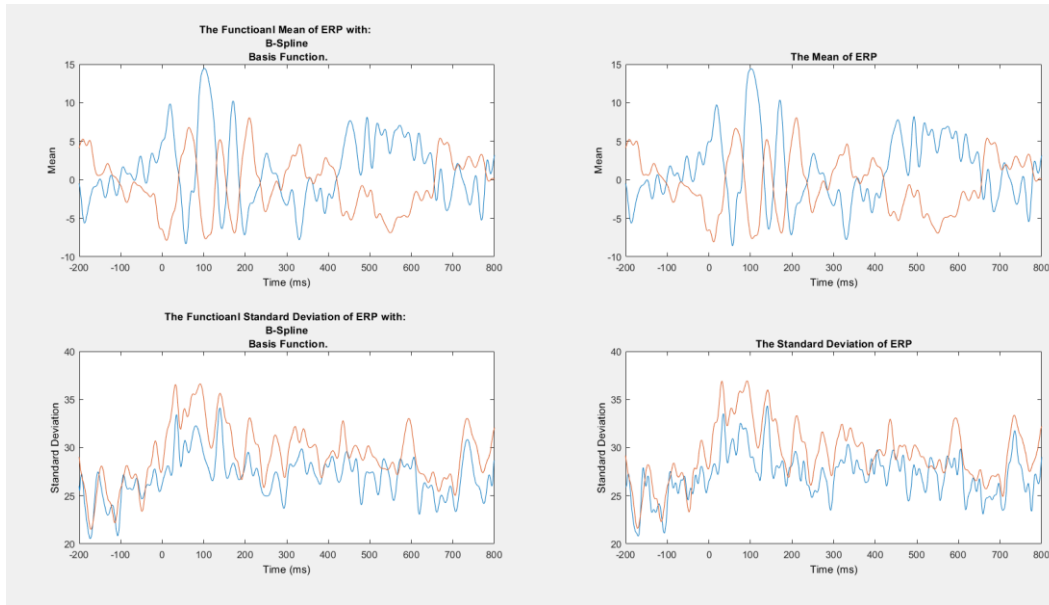 The Functioanl Mean of ERP with:
B-Spline
Basis Function.
15
10
5
0
-5
-10
Mean
-200 -100 0 100 200 300 400 500 600 700 800
Time (ms)
The Mean of ERP
15
10
5
0
-5
-10
Mean
-200 -100 0 100 200 300 400 500 600 700 800
Time (ms)
The Functioanl Standard Deviation of ERP with:
B-Spline
Basis Function.
40
35
30
25
20
Standard Deviation
-200 -100 0 100 200 300 400 500 600 700 800
Time (ms)
The Standard Deviation of ERP
40
35
30
25
20
Standard Deviation
-200 -100 0 100 200 300 400 500 600 700 800
Time (ms)